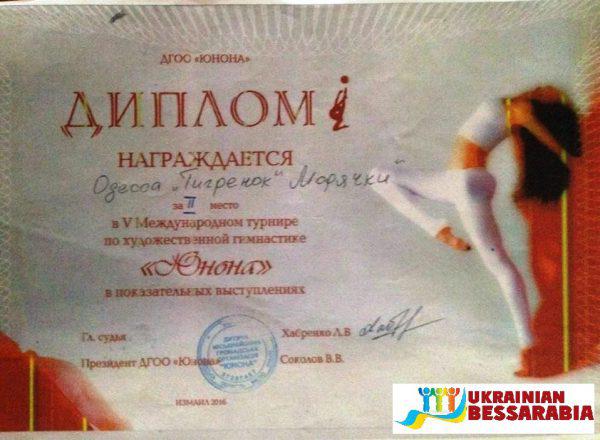 ДГОО «ЮНОНА»
ДИПЛОМ
НАГРАЖДАЕТСЯ
Одесса „Тигренок" Морячки"
за II место
в V Международном турнире
по художественной гимнастике
«Юнона»
в показательных выступлениях
Гл. судья Хабренко Л.В
Президент ДГОО «Юнона» Соколов В.В.
ИЗМАИЛ 2016
UKRAINIAN
BESSARABIA